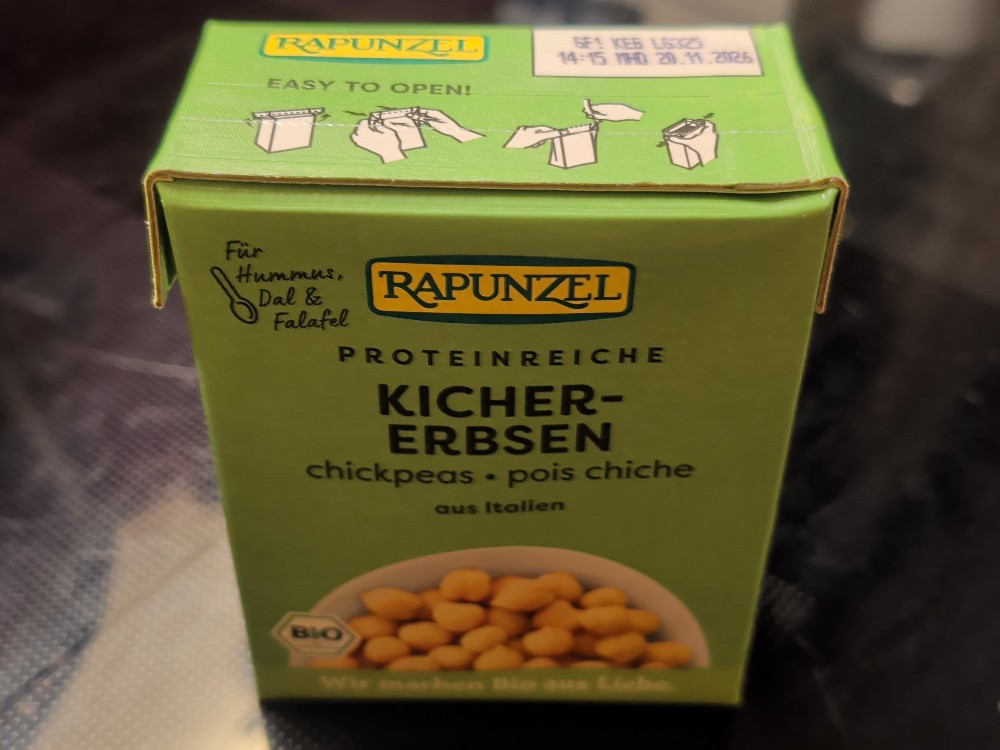 RAPUNZEL
GF1 KEB L6325
14:15 MHD 20.11.2026
EASY TO OPEN!
Für
Hummus,
Dal &
Falafel
RAPUNZEL
PROTEINREICHE
KICHER-
ERBSEN
chickpeas • pois chiche
aus Italien
BIO
Wir machen Bio aus Liebe.